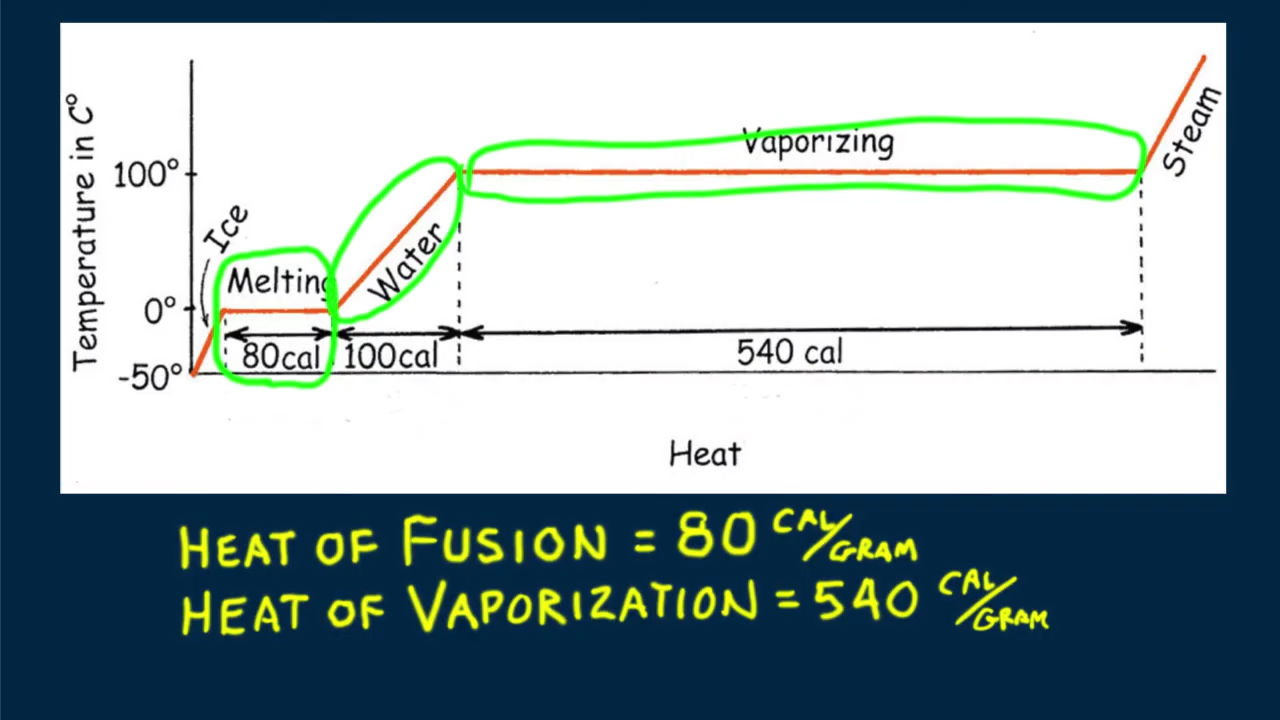 Temperature in C°
100°
0°
-50°
Ice
Melting
Water
Vaporizing
Steam
80cal
100cal
540 cal
Heat
HEAT OF FUSION = 80 CAL/GRAM
HEAT OF VAPORIZATION = 540 CAL/GRAM